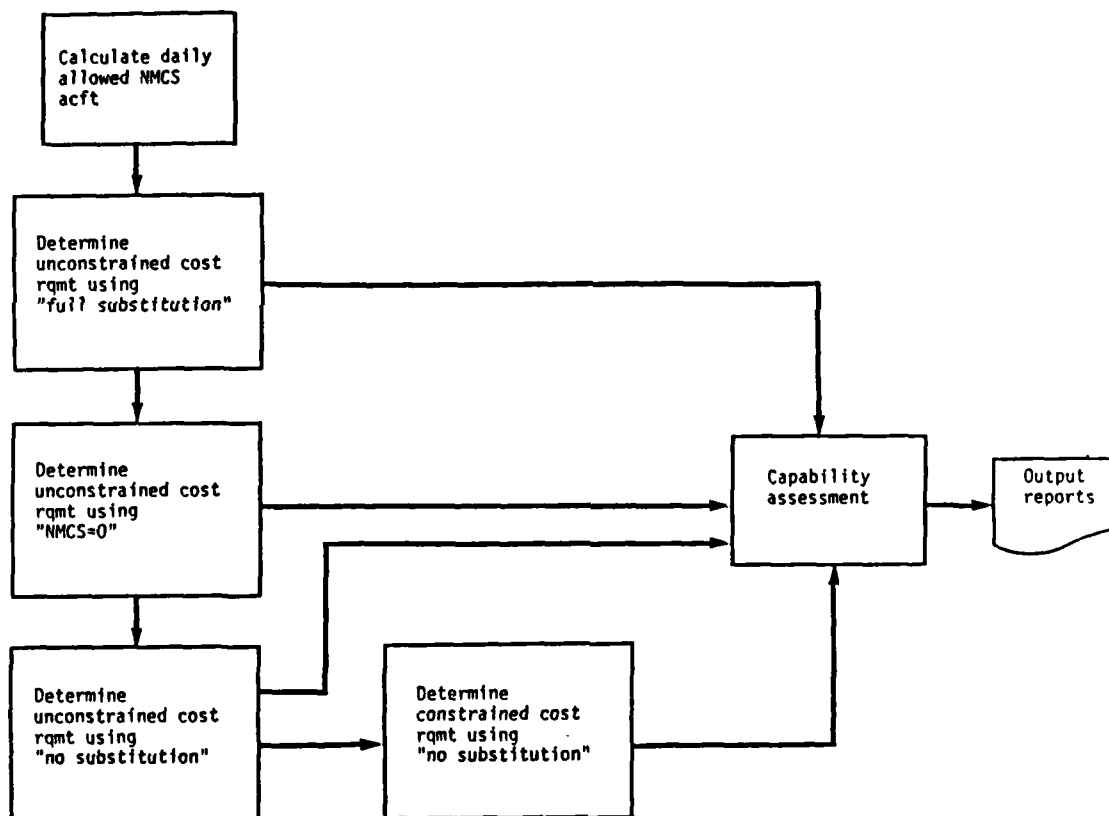 Calculate daily
allowed NMCS
acft
Determine
unconstrained cost
rqmt using
"full substitution"
Determine
unconstrained cost
rqmt using
"NMCS=0"
Capability
assessment
Output
reports
Determine
unconstrained cost
rqmt using
"no substitution"
Determine
constrained cost
rqmt using
"no substitution"